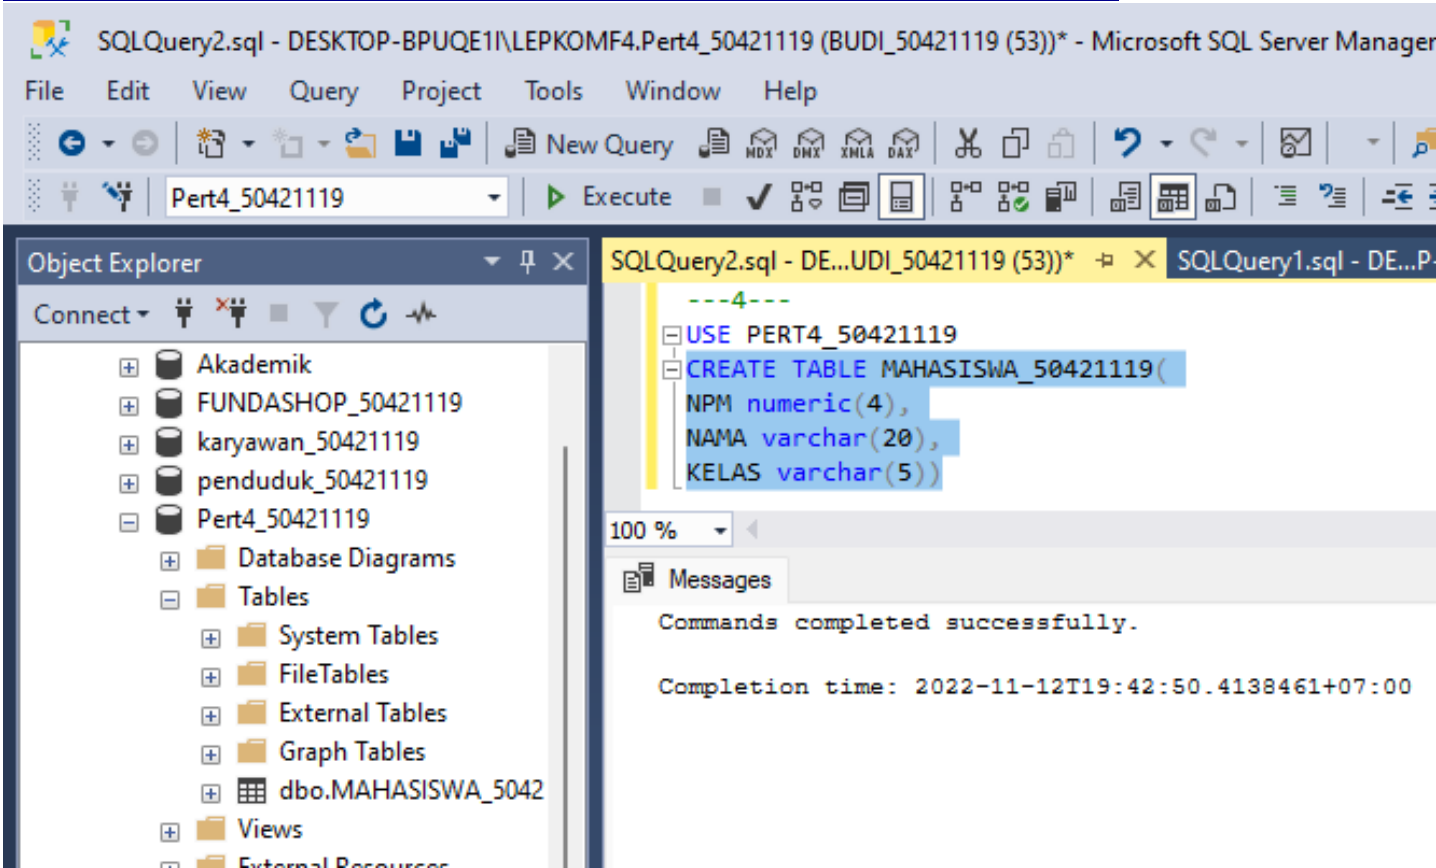 SQLQuery2.sql - DESKTOP-BPUQE1I\LEPKOMF4.Pert4_50421119 (BUDI_50421119 (53))* - Microsoft SQL Server Manager
File Edit View Query Project Tools Window Help
New Query MDX DMX XMLA DAX
Pert4_50421119 Execute
Object Explorer
Connect
Akademik
FUNDASHOP_50421119
karyawan_50421119
penduduk_50421119
Pert4_50421119
Database Diagrams
Tables
System Tables
FileTables
External Tables
Graph Tables
dbo.MAHASISWA_5042
Views
External Resources
SQLQuery2.sql - DE...UDI_50421119 (53))* SQLQuery1.sql - DE...P
---4---
USE PERT4_50421119
CREATE TABLE MAHASISWA_50421119(
NPM numeric(4),
NAMA varchar(20),
KELAS varchar(5))
100 %
Messages
Commands completed successfully.
Completion time: 2022-11-12T19:42:50.4138461+07:00